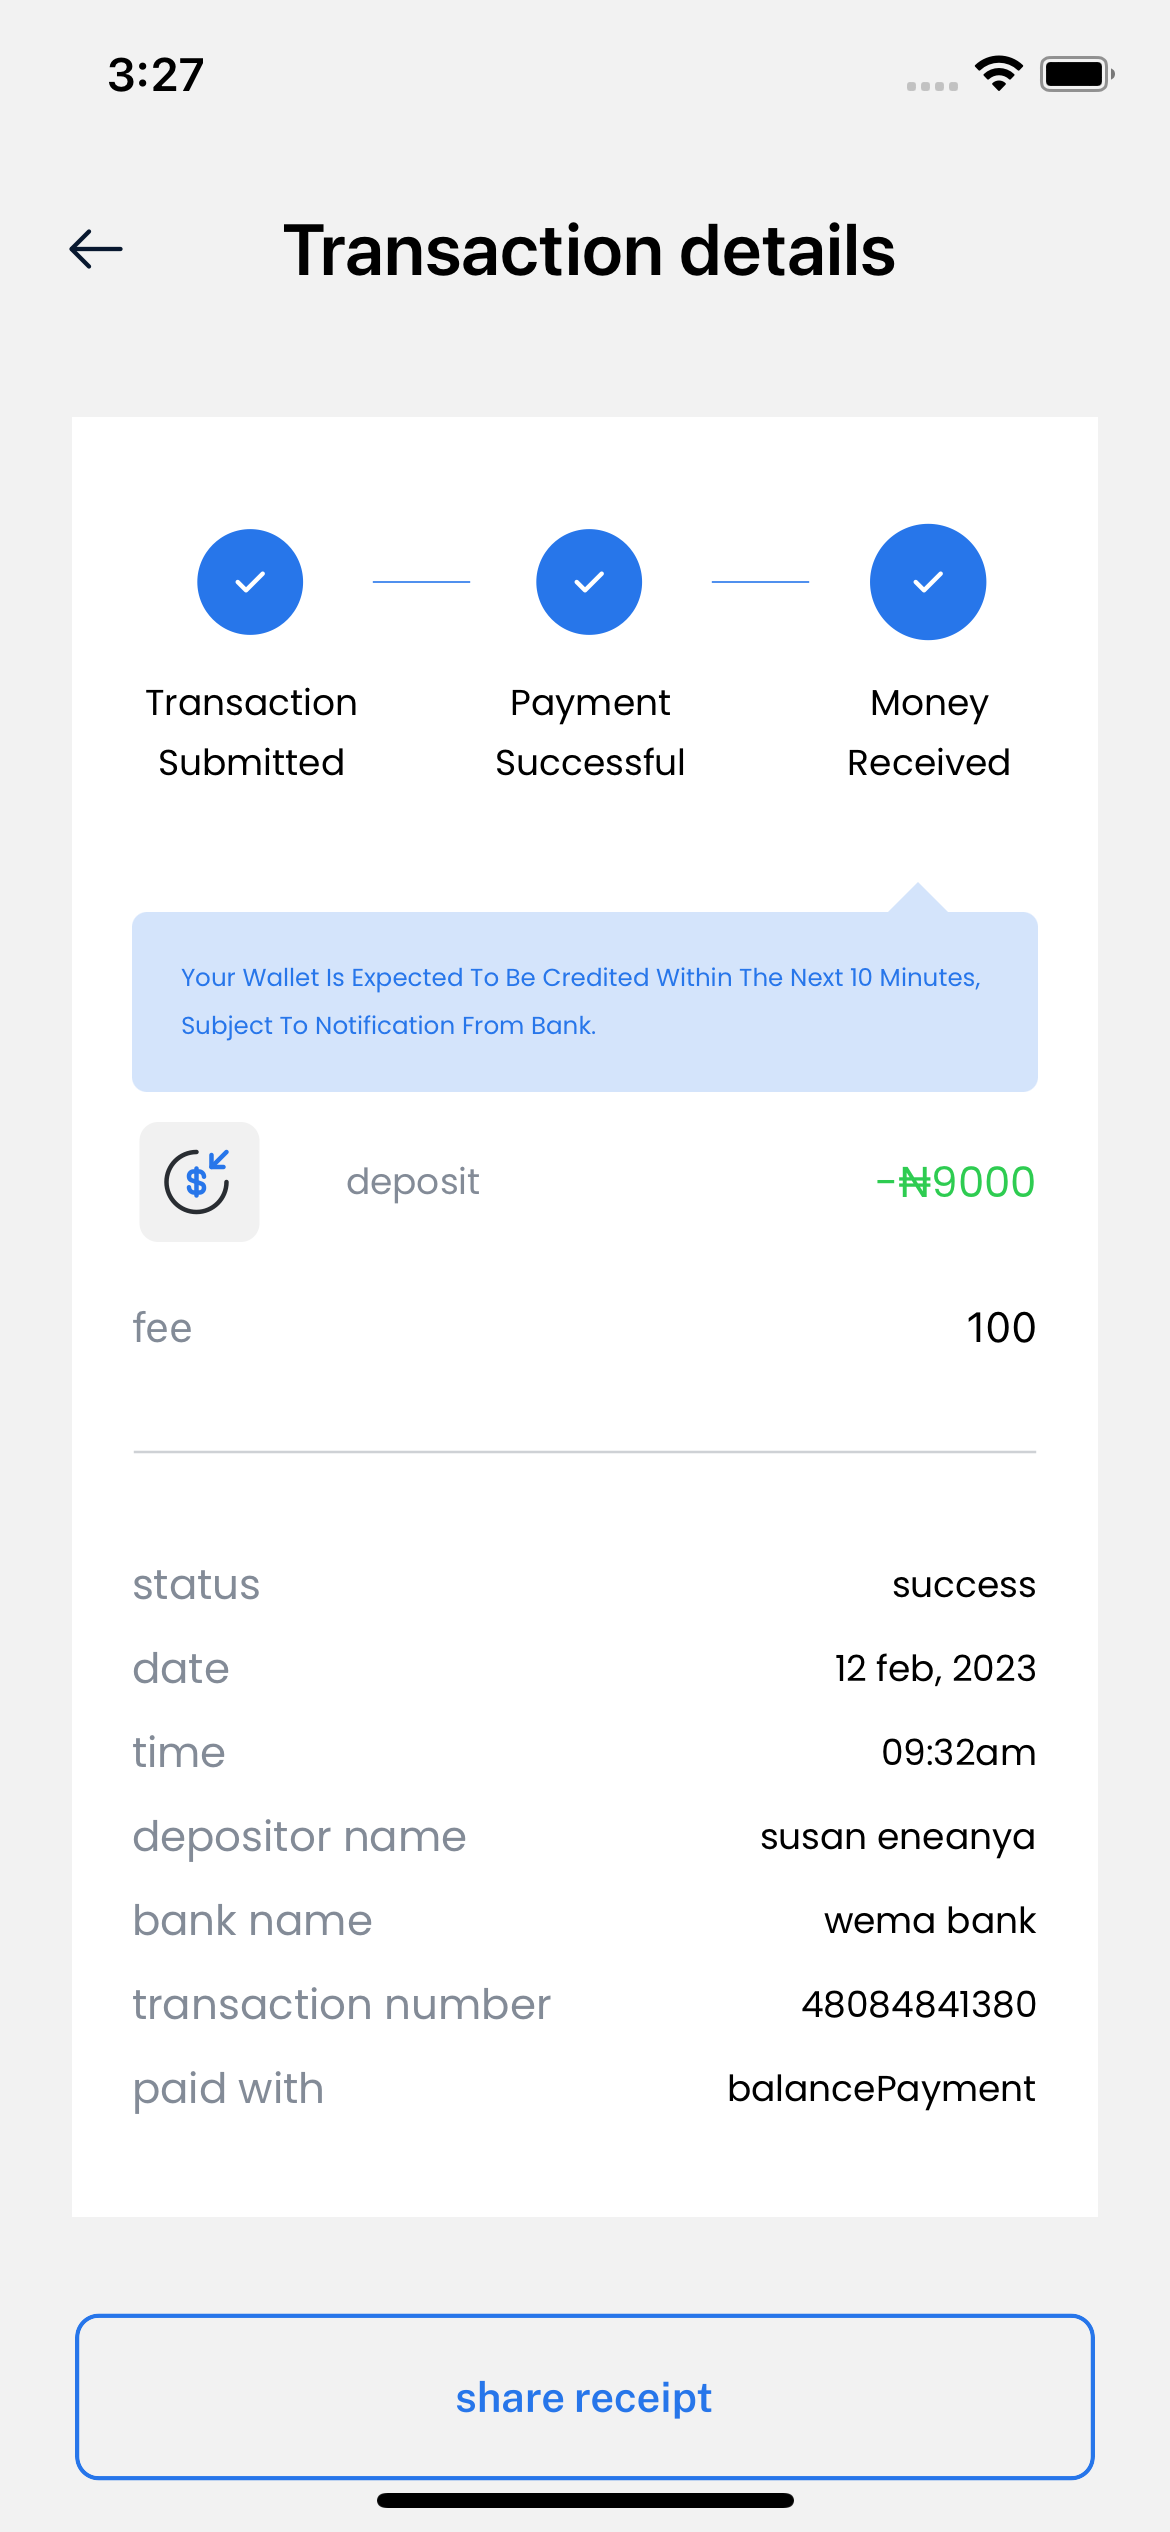 3:27
Transaction details
Transaction Payment Money
Submitted Successful Received
Your Wallet Is Expected To Be Credited Within The Next 10 Minutes,
Subject To Notification From Bank.
$ deposit -₦9000
fee 100
status success
date 12 feb, 2023
time 09:32am
depositor name susan eneanya
bank name wema bank
transaction number 48084841380
paid with balancePayment
share receipt